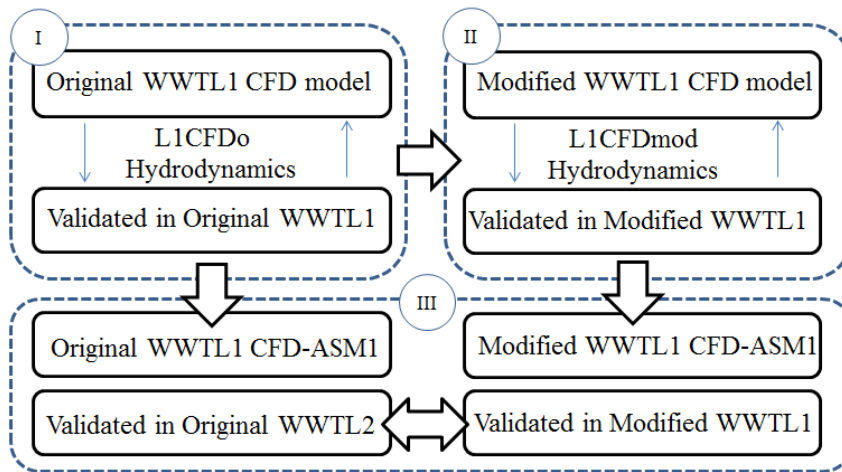 I
Original WWTL1 CFD model
L1CFDo
Hydrodynamics
Validated in Original WWTL1
II
Modified WWTL1 CFD model
L1CFDmod
Hydrodynamics
Validated in Modified WWTL1
III
Original WWTL1 CFD-ASM1
Modified WWTL1 CFD-ASM1
Validated in Original WWTL2
Validated in Modified WWTL1